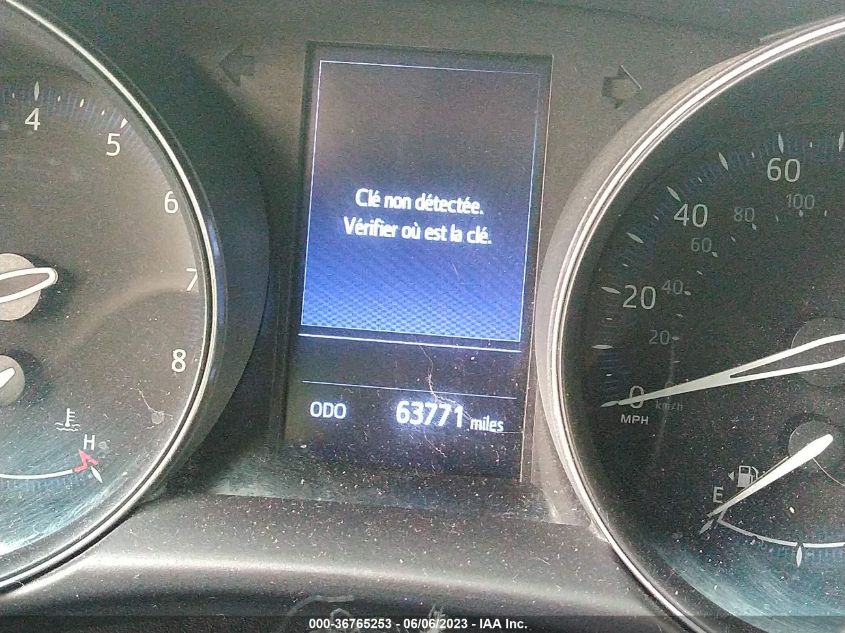 4
5
6
7
8
H
Clé non détectée.
Vérifier où est la clé.
ODO 63771 miles
60
100
40
80
60
20
40
20
0
km/h
MPH
E
000-36765253 - 06/06/2023 - IAA Inc.